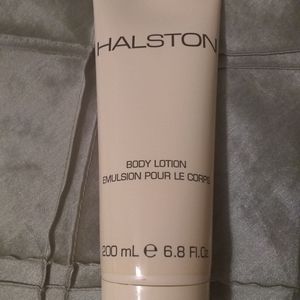 HALSTON
BODY LOTION
EMULSION POUR LE CORPS
200 mL ℮ 6.8 Fl.Oz